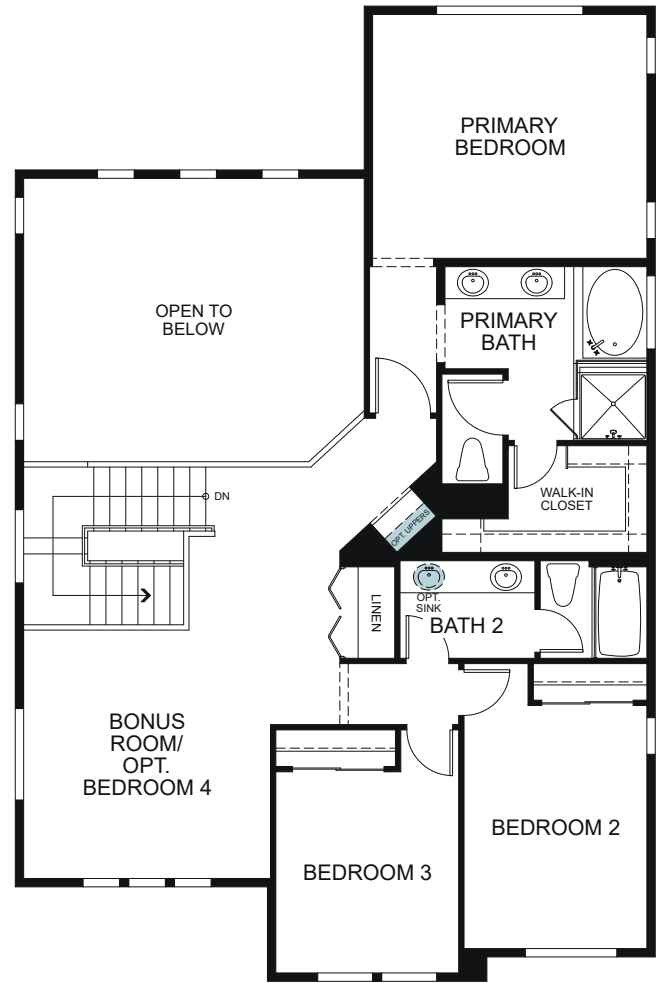 PRIMARY
BEDROOM
OPEN TO
BELOW
PRIMARY
BATH
DN
WALK-IN
CLOSET
OPT. UPPERS
LINEN
OPT.
SINK
BATH 2
BONUS
ROOM/
OPT.
BEDROOM 4
BEDROOM 3
BEDROOM 2